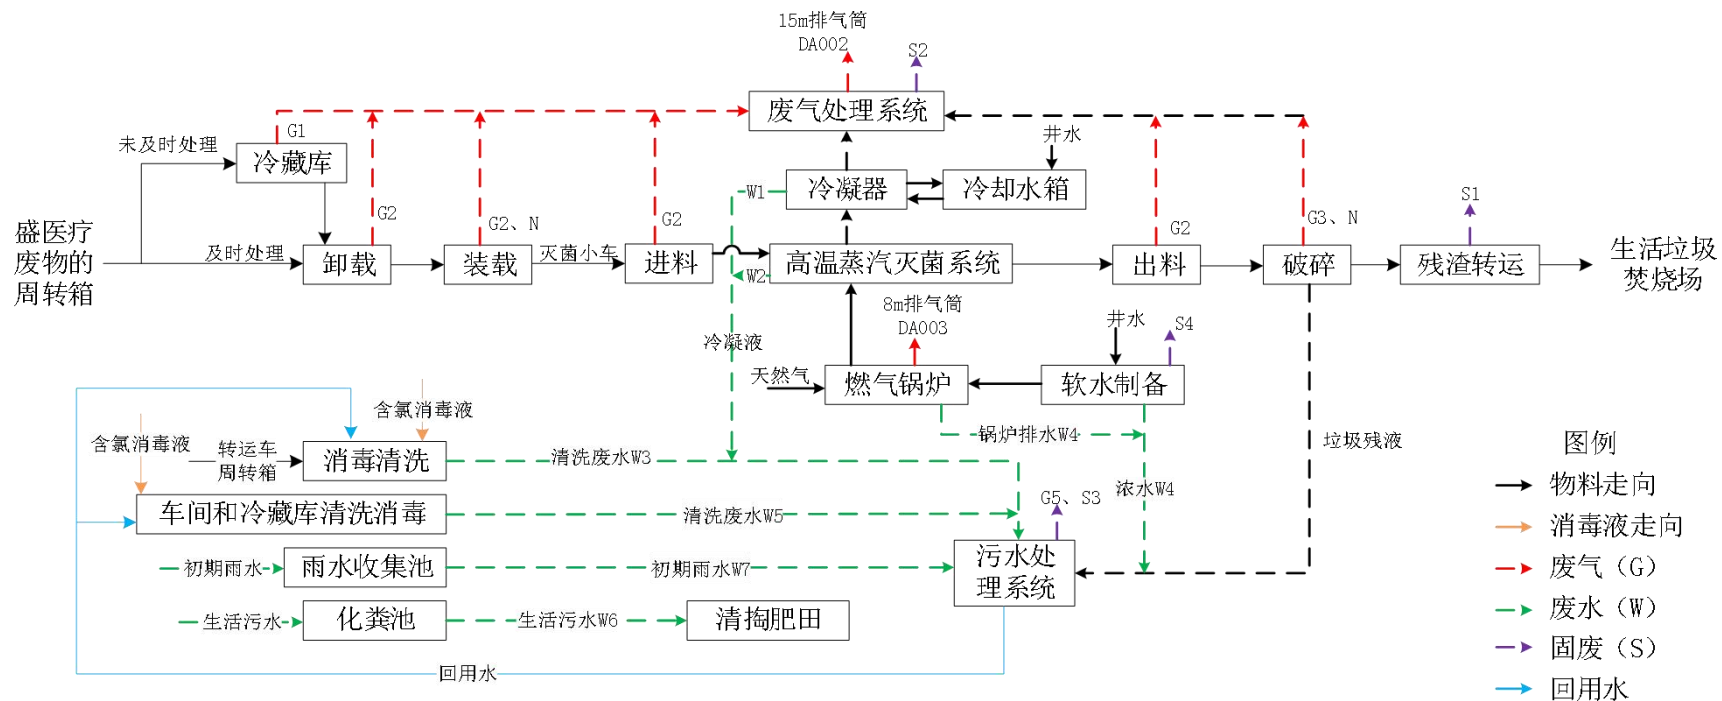 15m排气筒
DA002
S2
废气处理系统
G1
井水
未及时处理
冷藏库
冷凝器
冷却水箱
W1
S1
G2
G2、N
G2
G2
G3、N
盛医疗
废物的
周转箱
及时处理
卸载
装载
灭菌小车
进料
高温蒸汽灭菌系统
出料
破碎
残渣转运
生活垃圾
焚烧场
W2
8m排气筒
DA003
井水
S4
冷凝液
天然气
燃气锅炉
软水制备
含氯消毒液
含氯消毒液
转运车
周转箱
消毒清洗
清洗废水W3
锅炉排水W4
垃圾残液
浓水W4
G5、S3
车间和冷藏库清洗消毒
清洗废水W5
污水处
理系统
初期雨水
雨水收集池
初期雨水W7
生活污水
化粪池
生活污水W6
清掏肥田
回用水
图例
物料走向
消毒液走向
废气（G）
废水（W）
固废（S）
回用水